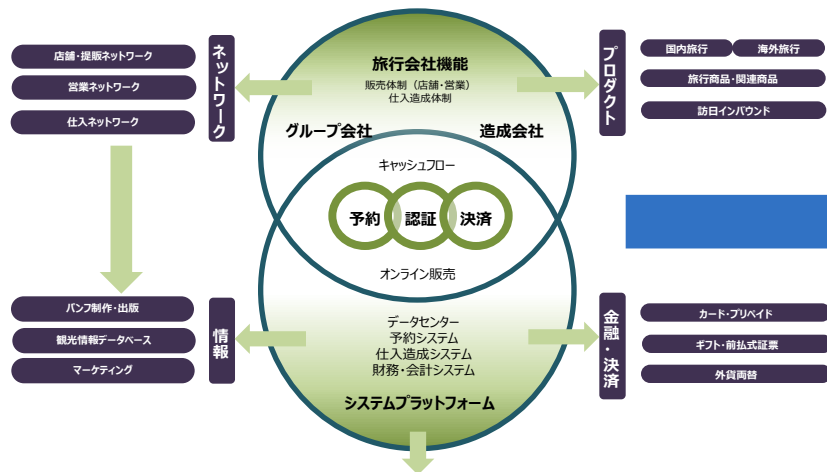 ネットワーク
店舗・提販ネットワーク
営業ネットワーク
仕入ネットワーク
旅行会社機能
販売体制（店舗・営業）
仕入造成体制
グループ会社
造成会社
プロダクト
国内旅行
海外旅行
旅行商品・関連商品
訪日インバウンド
キャッシュフロー
予約
認証
決済
オンライン販売
パンフ制作・出版
観光情報データベース
マーケティング
情報
データセンター
予約システム
仕入造成システム
財務・会計システム
システムプラットフォーム
金融・決済
カード・プリペイド
ギフト・前払式証票
外貨両替